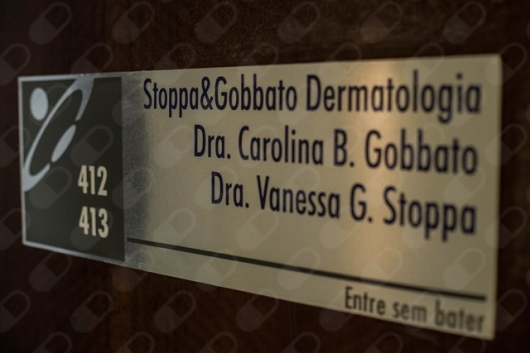 Stoppa&Gobbato Dermatologia
Dra. Carolina B. Gobbato
Dra. Vanessa G. Stoppa
412
413
Entre sem bater